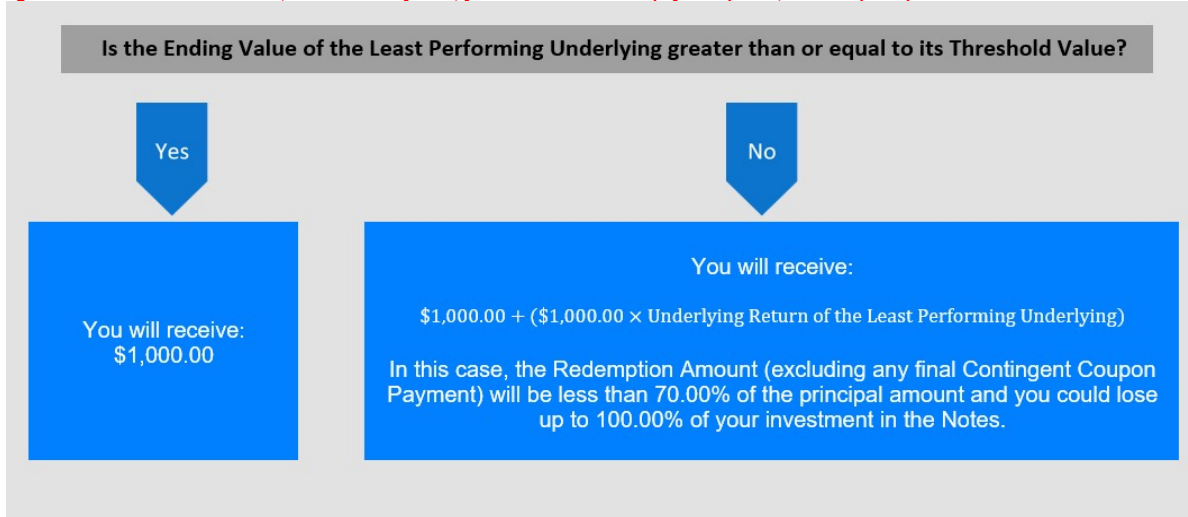 Is the Ending Value of the Least Performing Underlying greater than or equal to its Threshold Value?
Yes
No
You will receive:
$1,000.00
You will receive:
$1,000.00 + ($1,000.00 × Underlying Return of the Least Performing Underlying)
In this case, the Redemption Amount (excluding any final Contingent Coupon
Payment) will be less than 70.00% of the principal amount and you could lose
up to 100.00% of your investment in the Notes.